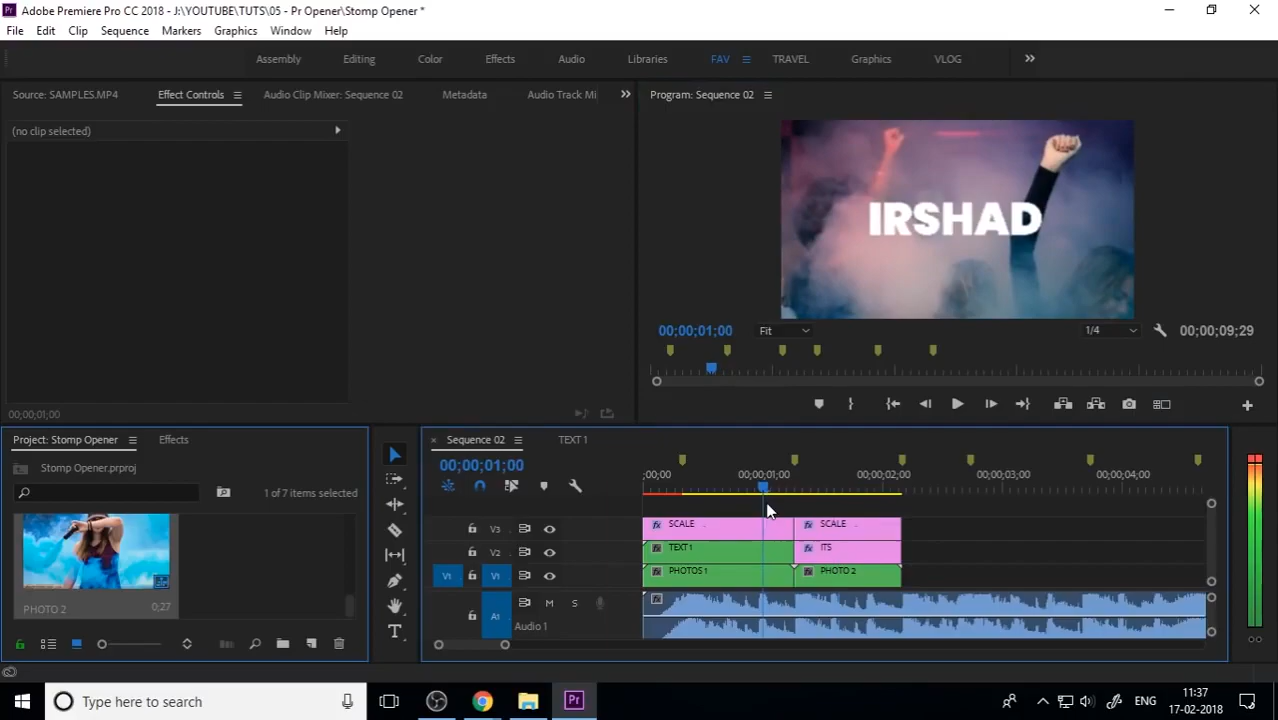 Adobe Premiere Pro CC 2018 - J:\YOUTUBE\TUTS\05 - Pr Opener\Stomp Opener *
File Edit Clip Sequence Markers Graphics Window Help
Assembly Editing Color Effects Audio Libraries FAV TRAVEL Graphics VLOG
Source: SAMPLES.MP4 Effect Controls Audio Clip Mixer: Sequence 02 Metadata Audio Track Mi
(no clip selected)
00;00;01;00
Program: Sequence 02
IRSHAD
00;00;01;00 Fit 1/4 00;00;09;29
Project: Stomp Opener Effects
Stomp Opener.prproj
1 of 7 items selected
PHOTO 2 0;27
Sequence 02 TEXT 1
00;00;01;00
;00;00 00;00;01;00 00;00;02;00 00;00;03;00 00;00;04;00
V3 SCALE SCALE
V2 TEXT 1 ITS
V1 V1 PHOTOS 1 PHOTO 2
A1 M S
Audio 1
Type here to search
Pr
ENG
11:37
17-02-2018